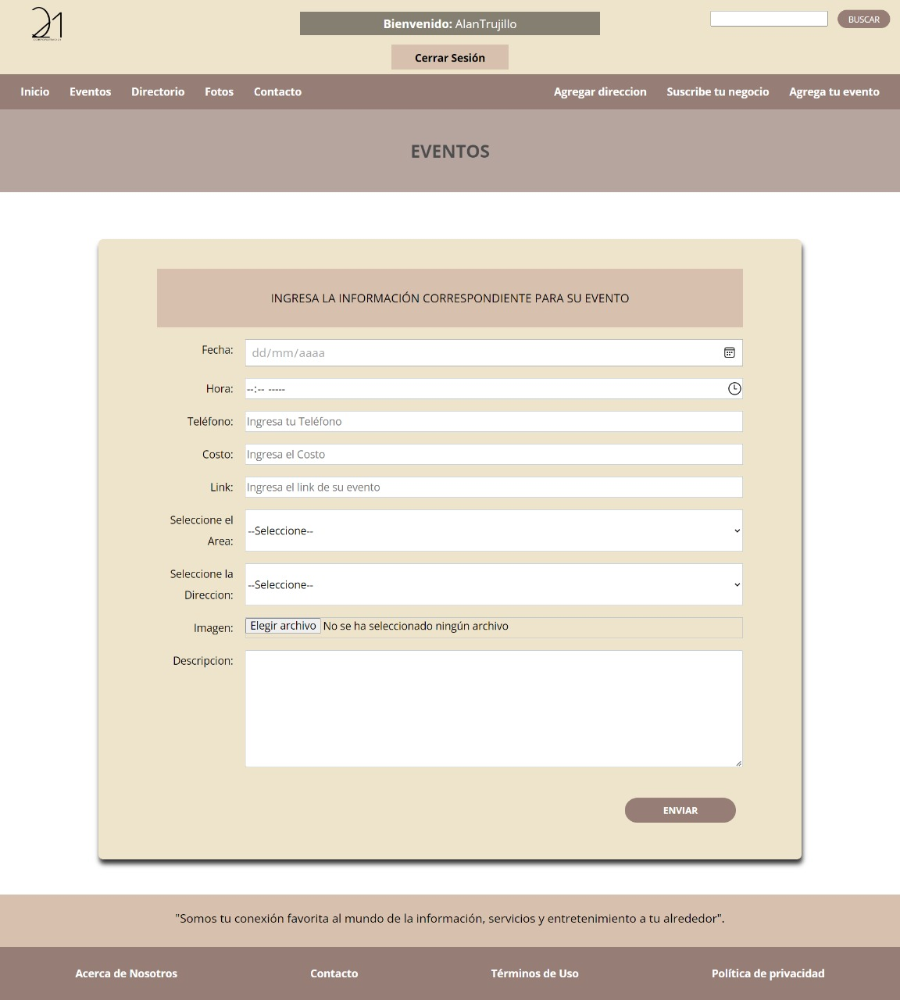 21
Bienvenido: AlanTrujillo
BUSCAR
Cerrar Sesión
Inicio Eventos Directorio Fotos Contacto Agregar direccion Suscribe tu negocio Agrega tu evento
EVENTOS
INGRESA LA INFORMACIÓN CORRESPONDIENTE PARA SU EVENTO
Fecha: dd/mm/aaaa
Hora: --:-- -----
Teléfono: Ingresa tu Teléfono
Costo: Ingresa el Costo
Link: Ingresa el link de su evento
Seleccione el
Area: --Seleccione--
Seleccione la
Direccion: --Seleccione--
Imagen: Elegir archivo No se ha seleccionado ningún archivo
Descripcion:
ENVIAR
"Somos tu conexión favorita al mundo de la información, servicios y entretenimiento a tu alrededor".
Acerca de Nosotros Contacto Términos de Uso Política de privacidad